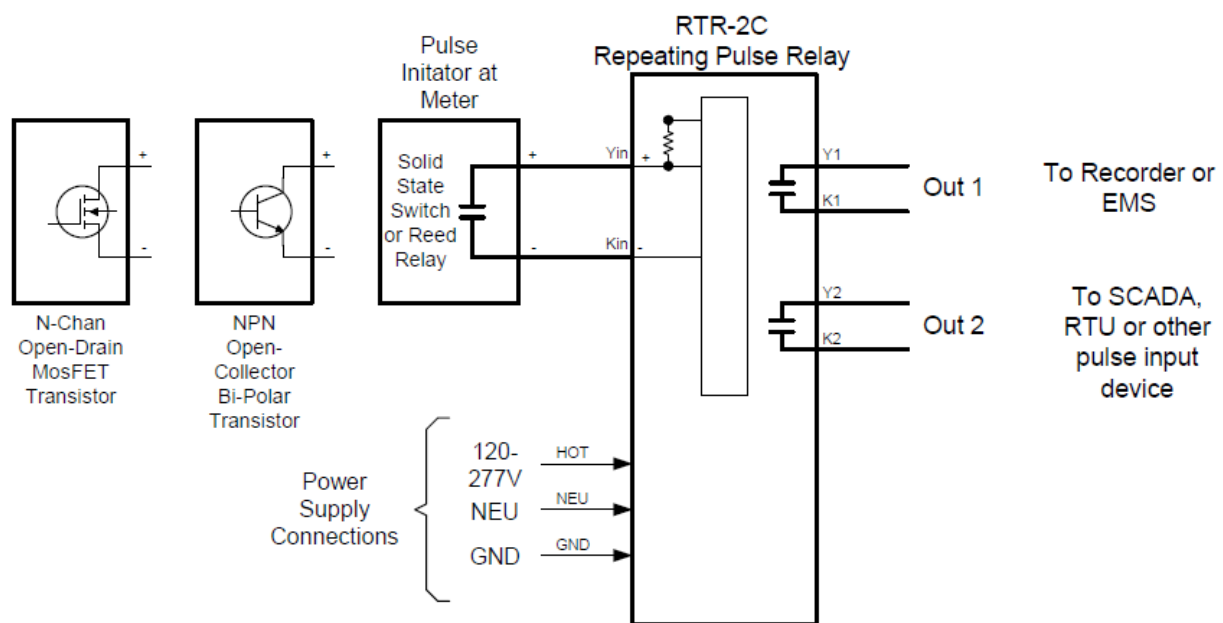 RTR-2C
Repeating Pulse Relay
Pulse
Initator at
Meter
+
-
N-Chan
Open-Drain
MosFET
Transistor
+
-
NPN
Open-
Collector
Bi-Polar
Transistor
Solid
State
Switch
or Reed
Relay
+
-
Yin
+
Kin
-
Y1
K1
Out 1
To Recorder or
EMS
Y2
K2
Out 2
To SCADA,
RTU or other
pulse input
device
Power
Supply
Connections
120-
277V
HOT
NEU
NEU
GND
GND